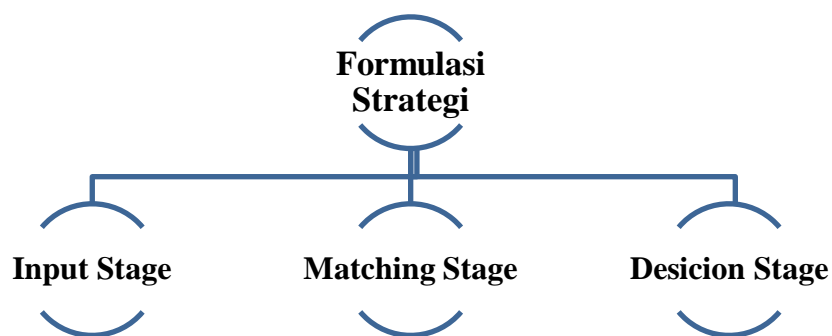 Formulasi
Strategi
Input Stage
Matching Stage
Desicion Stage